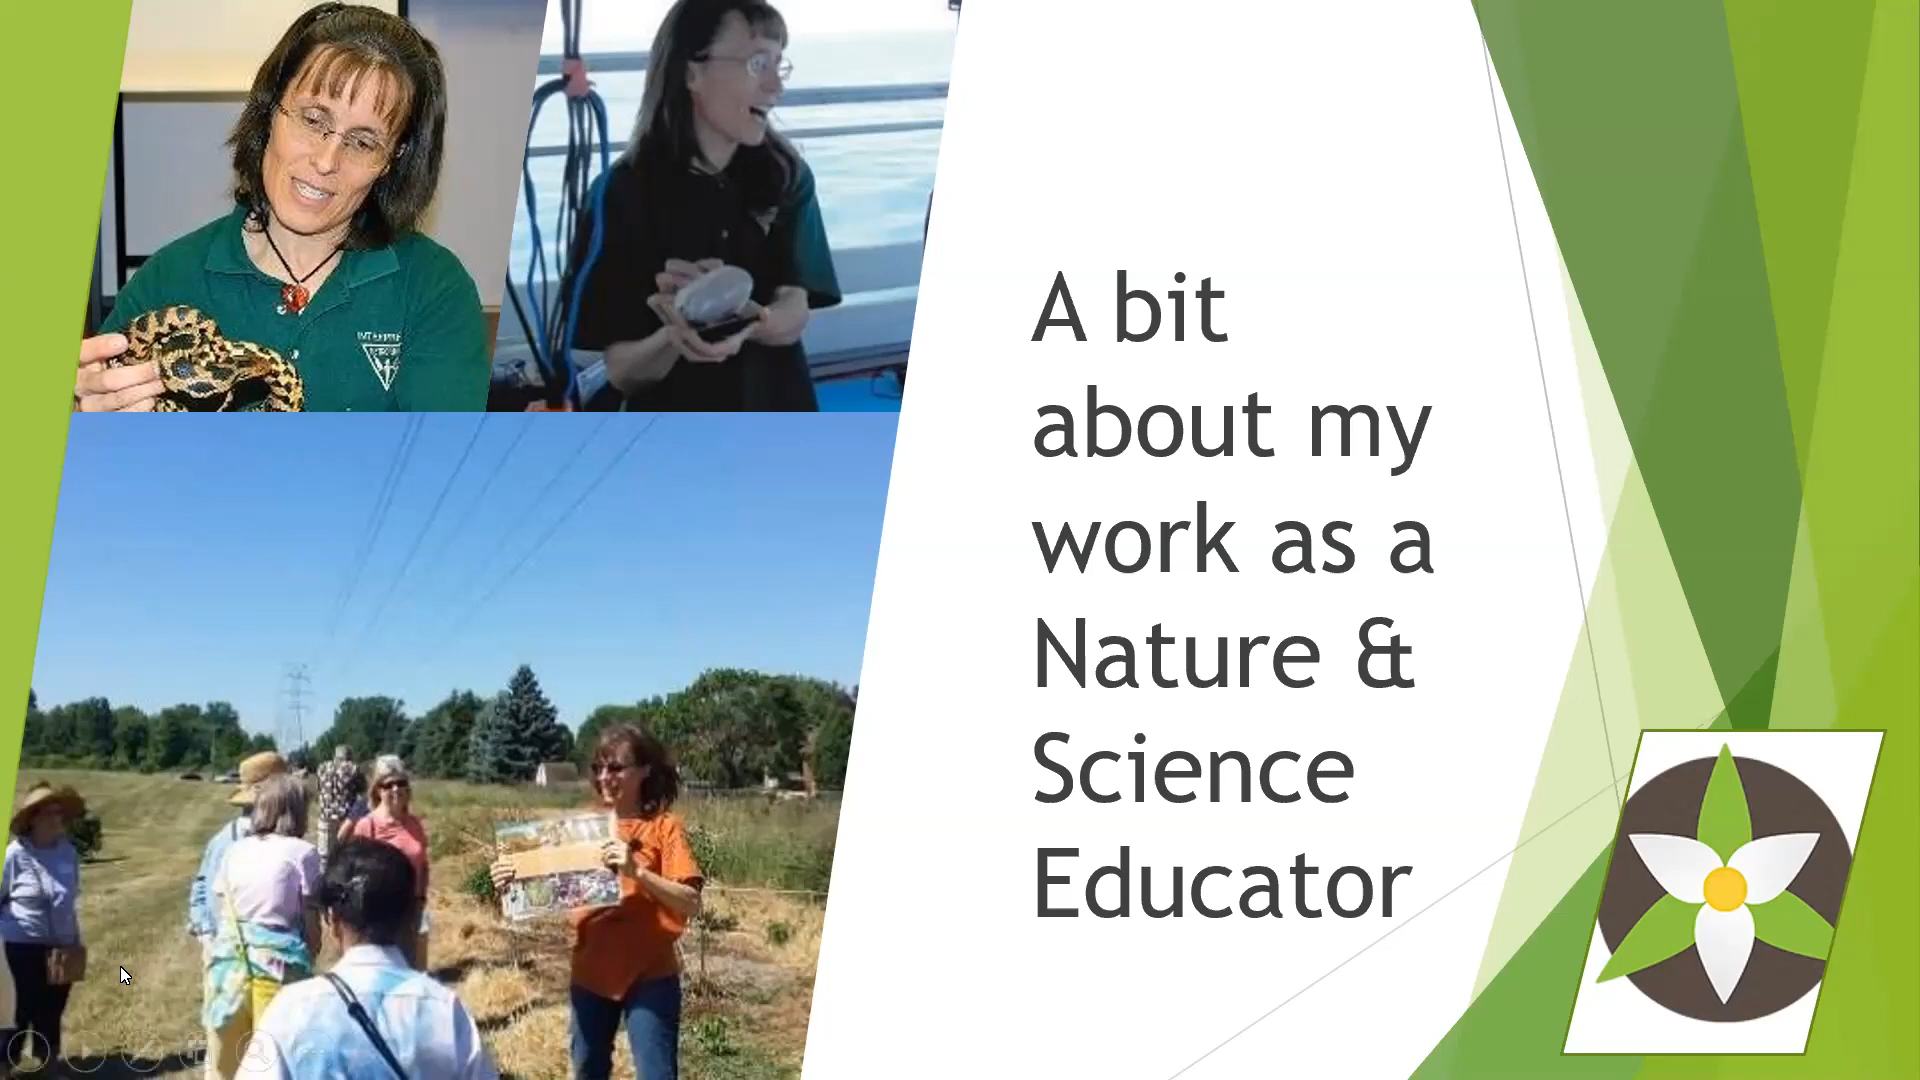 A bit
about my
work as a
Nature &
Science
Educator